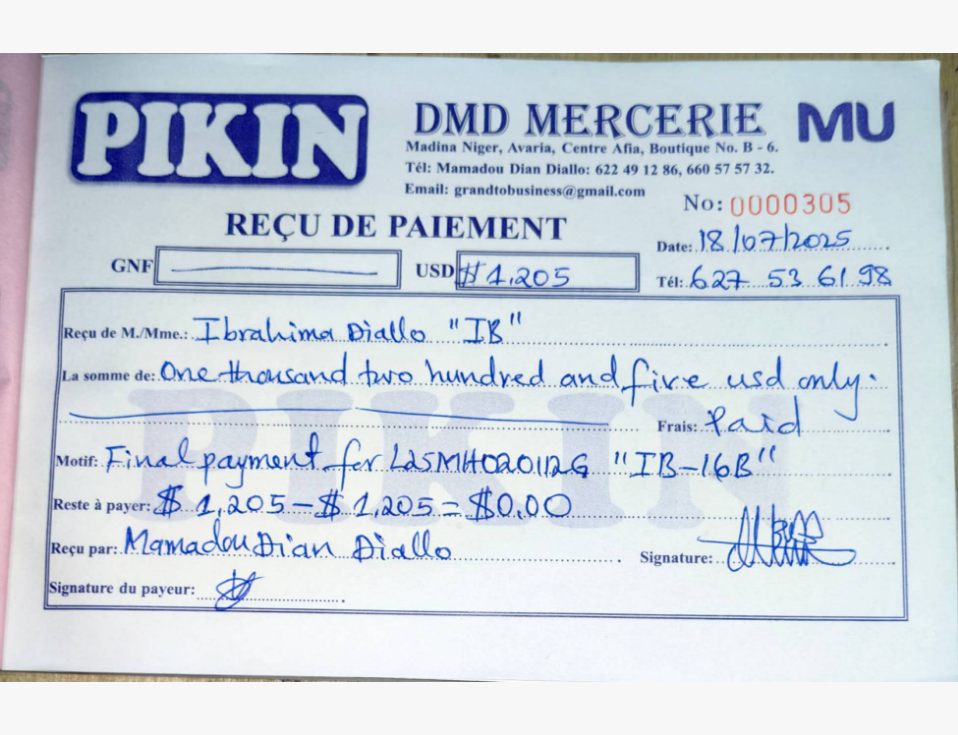 PIKIN
DMD MERCERIE MU
Madina Niger, Avaria, Centre Afia, Boutique No. B - 6.
Tél: Mamadou Dian Diallo: 622 49 12 86, 660 57 57 32.
Email: grandtobusiness@gmail.com
No: 0000305
REÇU DE PAIEMENT
Date: 18/07/2025
GNF USD $ 1,205
Tél: 627 53 61 98
Reçu de M./Mme.: Ibrahima Diallo "IB"
La somme de: One thousand two hundred and five usd only.
Frais: Paid
Motif: Final payment for "IB-16B"
Reste à payer: $ 1,205 - $ 1,205 = $0.00
Reçu par: Mamadou Dian Diallo
Signature:
Signature du payeur:
PIKIN